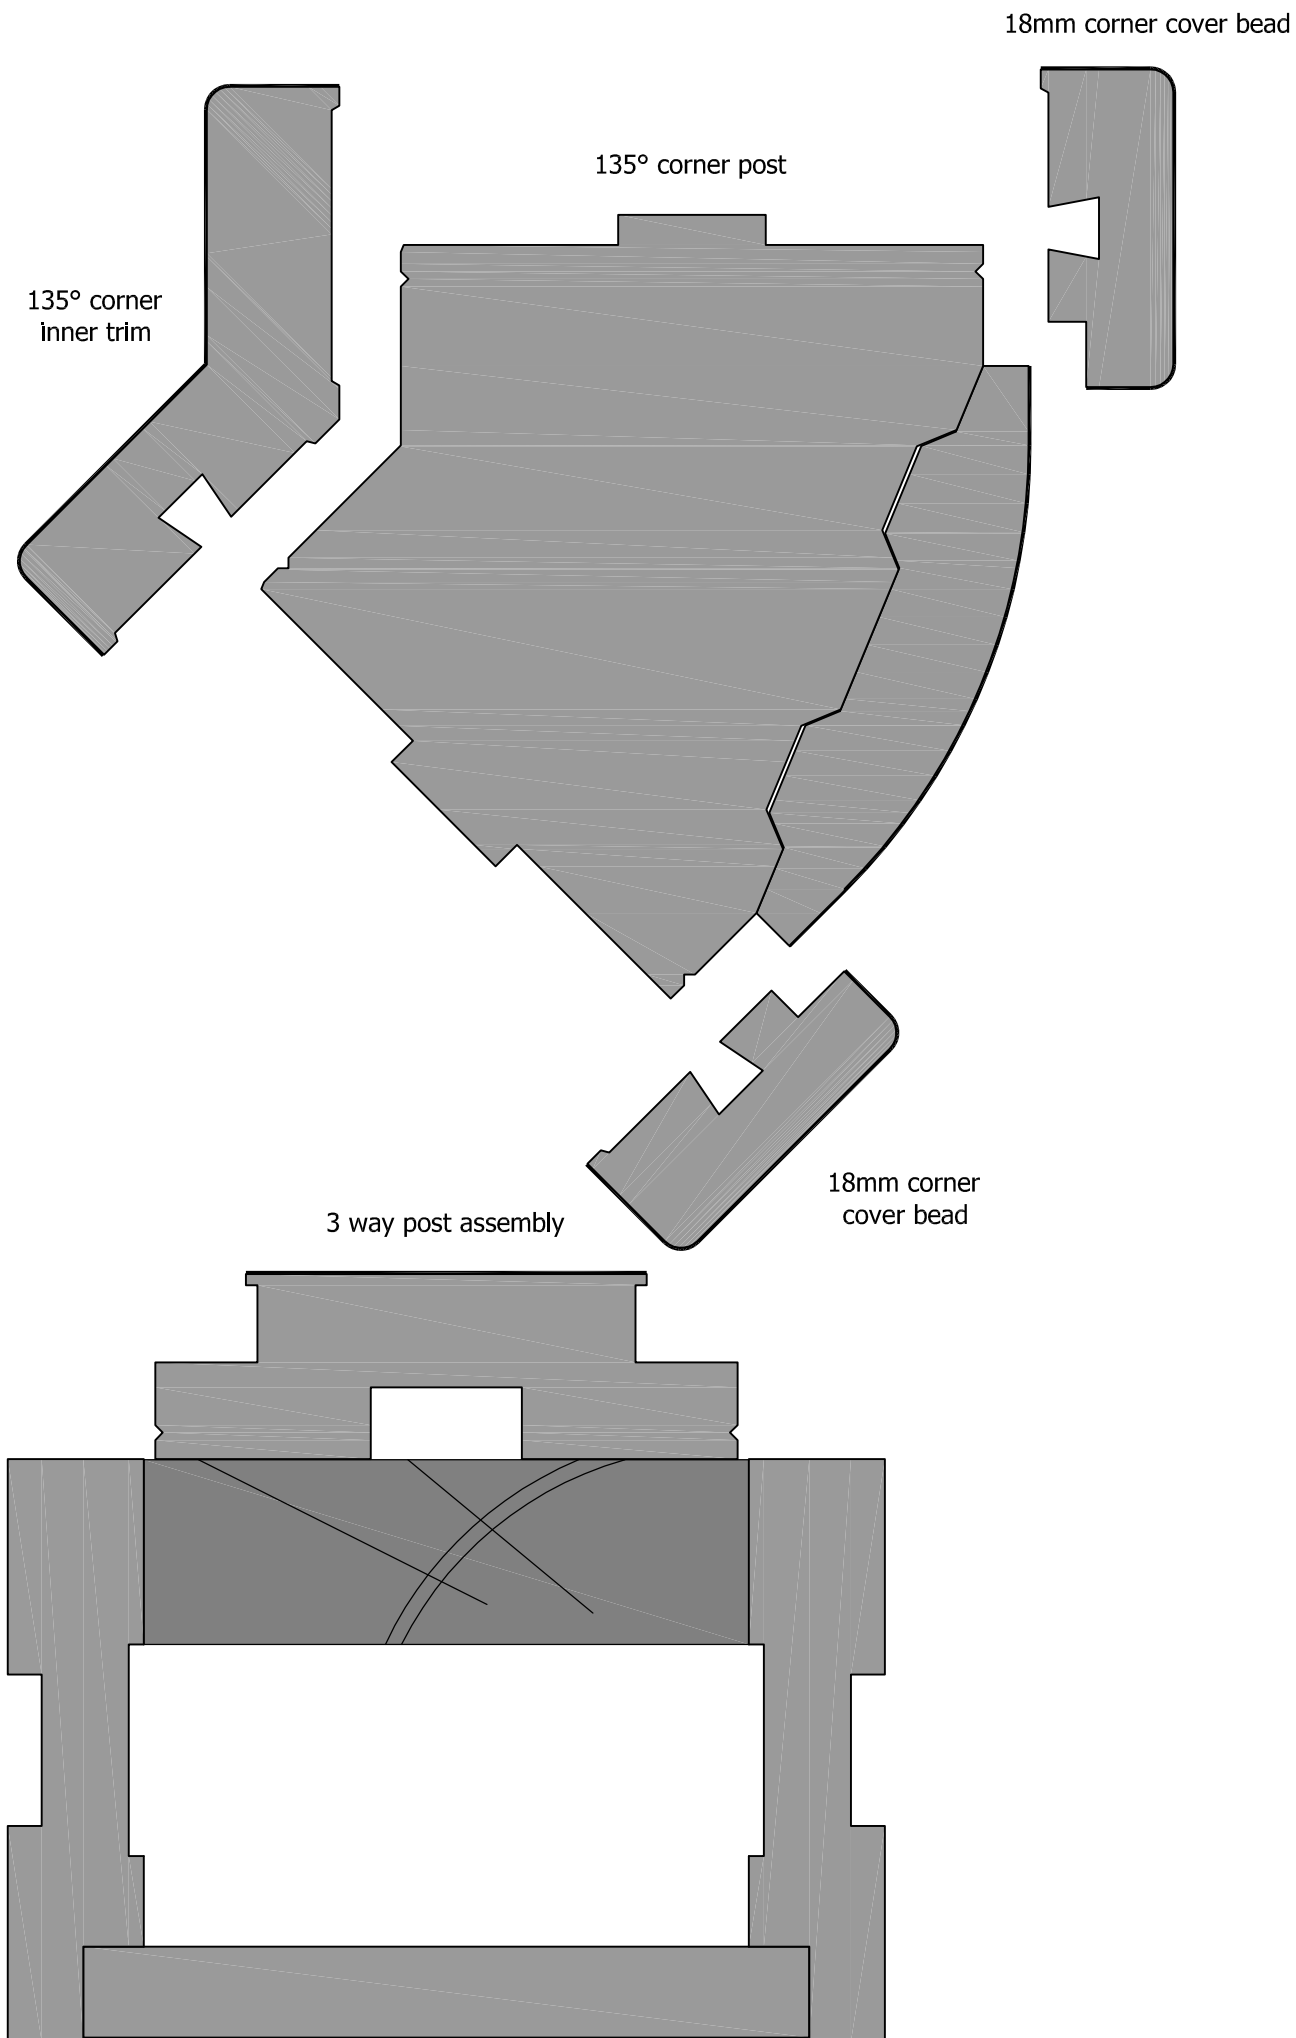 18mm corner cover bead
135° corner post
135° corner
inner trim
18mm corner
cover bead
3 way post assembly